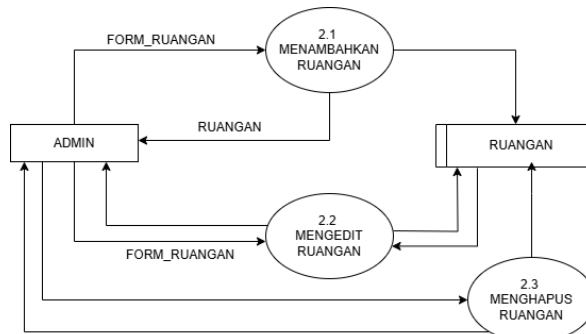 2.1
FORM_RUANGAN
MENAMBAHKAN
RUANGAN
RUANGAN
ADMIN
RUANGAN
2.2
MENGEDIT
RUANGAN
FORM_RUANGAN
2.3
MENGHAPUS
RUANGAN